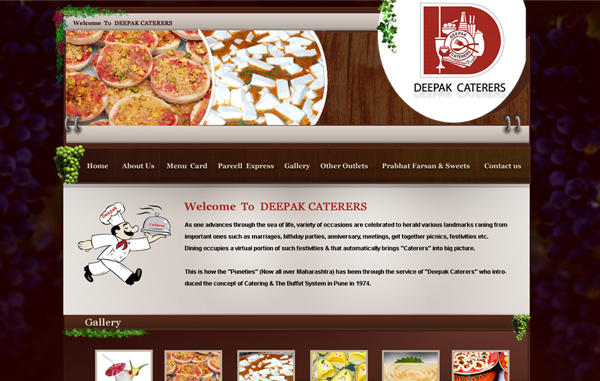 Welcome To DEEPAK CATERERS
DEEPAK
CATERERS
DEEPAK CATERERS
Home About Us Menu Card Parcell Express Gallery Other Outlets Prabhat Farsan & Sweets Contact us
Deepak
Caterer
Welcome To DEEPAK CATERERS
As one advances through the sea of life, variety of occasions are celebrated to herald various landmarks raning from
important ones such as marriages, bithday parties, anniversary, meetings, get together picnics, festivities etc.
Dining occupies a virtual portion of such festivities & that automatically brings "Caterers" into big picture.
This is how the "Puneties" (Now all over Maharashtra) has been through the service of "Deepak Caterers" who intro-
duced the concept of Catering & The Buffet System in Pune in 1974.
Gallery